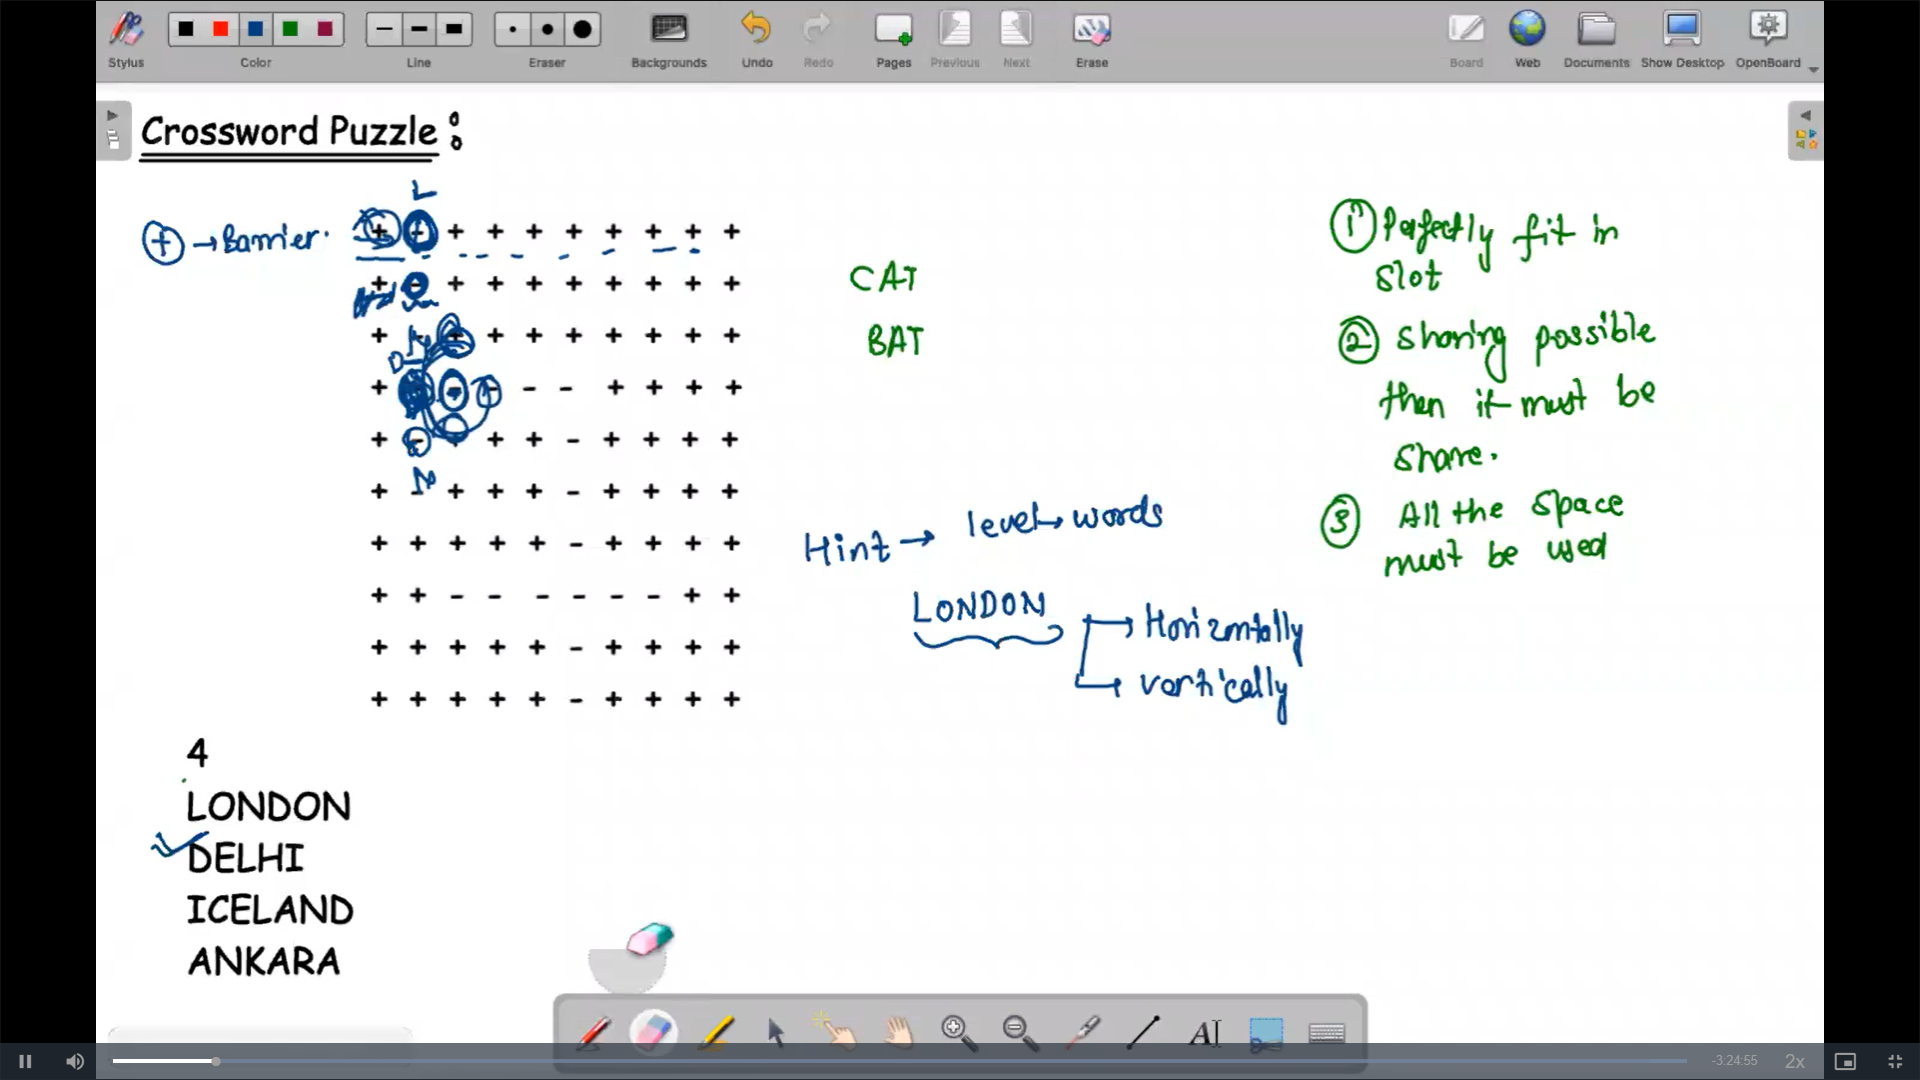 Stylus Color Line Eraser Backgrounds Undo Redo Pages Previous Next Erase Board Web Documents Show Desktop OpenBoard
Crossword Puzzle :
+ → Barrier.
L
+ + + + + + + +
+ + + + + + + + +
+ + + + + + + +
+ - - + + + +
+ - + + - + + + +
N
+ - + + + - + + + +
+ + + + + - + + + +
+ + - - - - - - + +
+ + + + + - + + + +
+ + + + + - + + + +
CAT
BAT
Hint → level → words
LONDON
→ Horizontally
→ vertically
① Perfectly fit in
slot
② Sharing possible
then it must be
share.
③ All the space
must be used
4
LONDON
DELHI
ICELAND
ANKARA
-3:24:55 2x